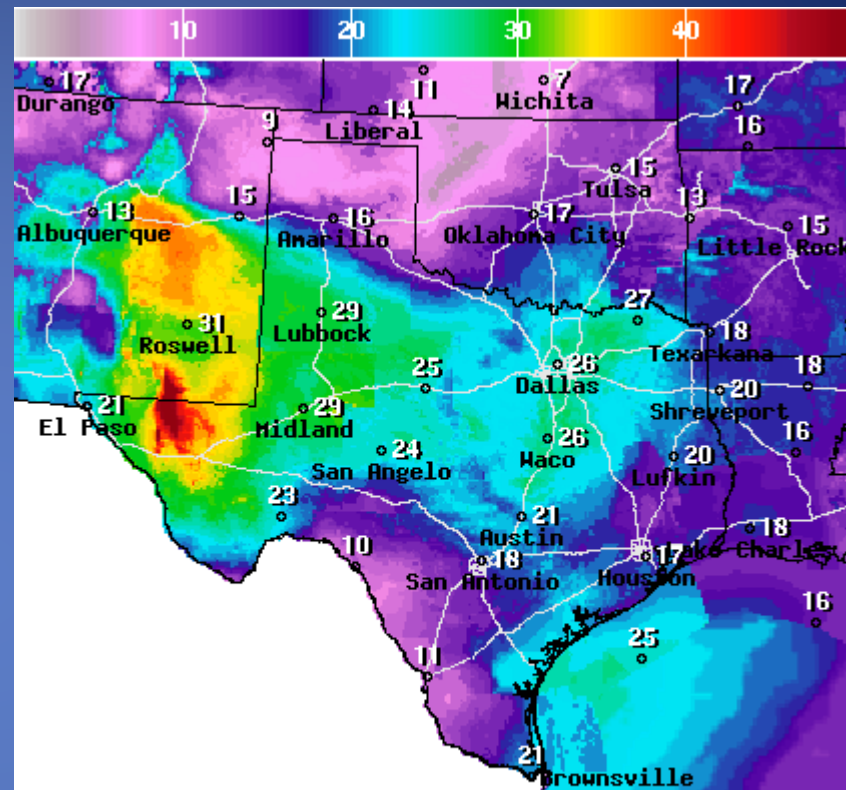 10 20 30 40
17
Durango
11
7
Wichita
14
Liberal
17
16
9
15
Tulsa
13
Albuquerque
15
16
Amarillo
17
Oklahoma City
13
15
Little Rock
31
Roswell
29
Lubbock
27
18
Texarkana
26
Dallas
25
18
20
Shreveport
21
El Paso
29
Midland
24
San Angelo
26
Waco
20
Lufkin
16
23
21
Austin
18
Lake Charles
10
18
San Antonio
17
Houston
16
25
11
21
Brownsville